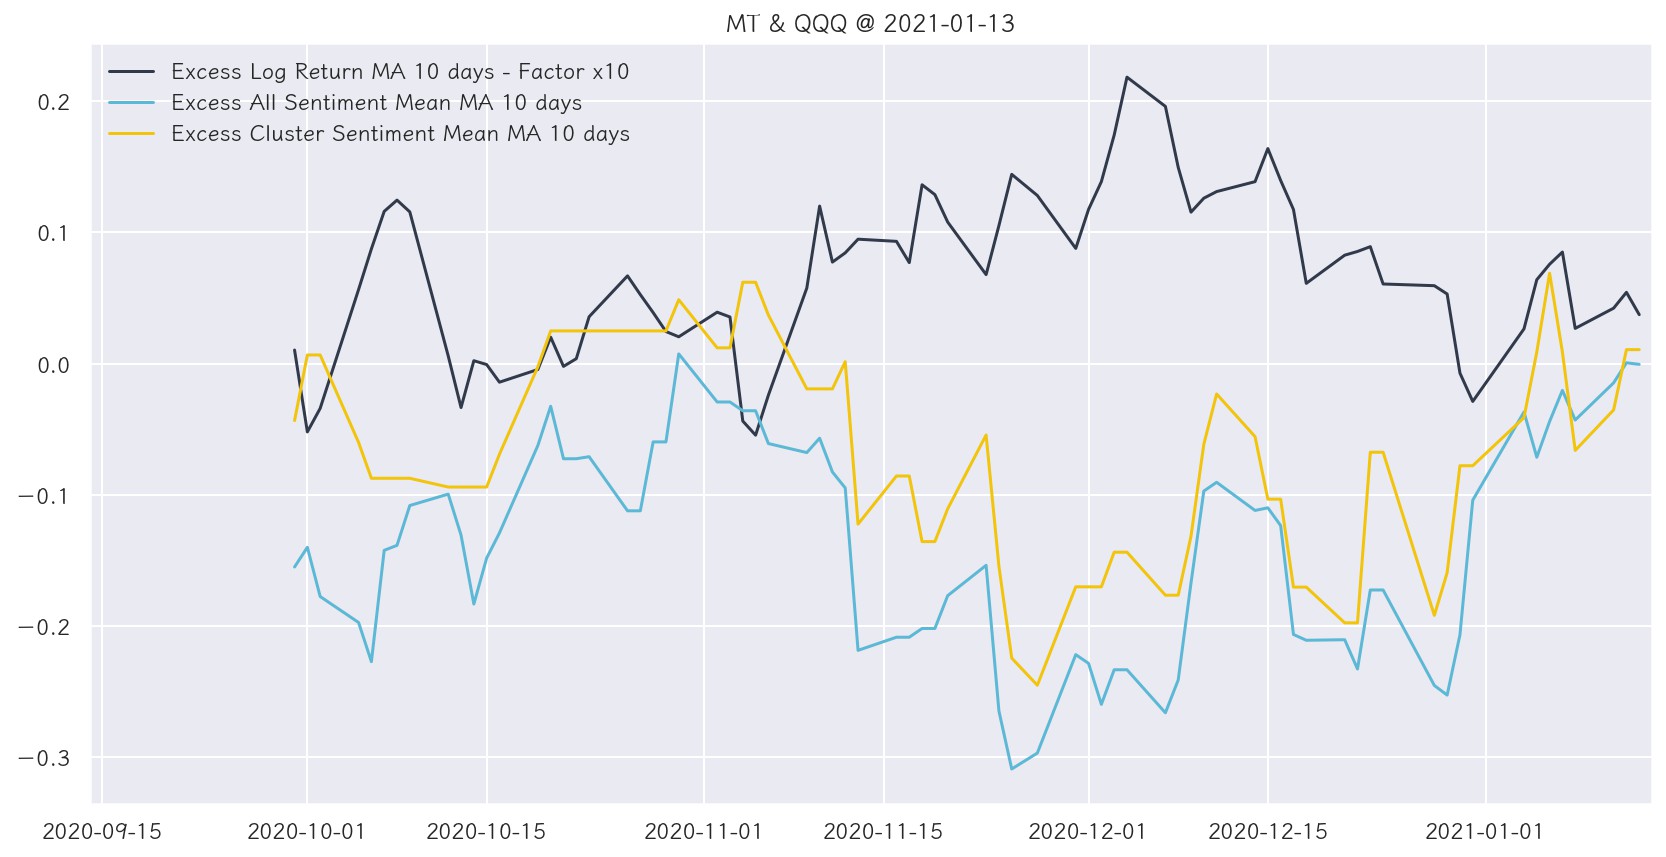 MT & QQQ @ 2021-01-13
Excess Log Return MA 10 days - Factor x10
Excess All Sentiment Mean MA 10 days
Excess Cluster Sentiment Mean MA 10 days
0.2
0.1
0.0
−0.1
−0.2
−0.3
2020-09-15 2020-10-01 2020-10-15 2020-11-01 2020-11-15 2020-12-01 2020-12-15 2021-01-01